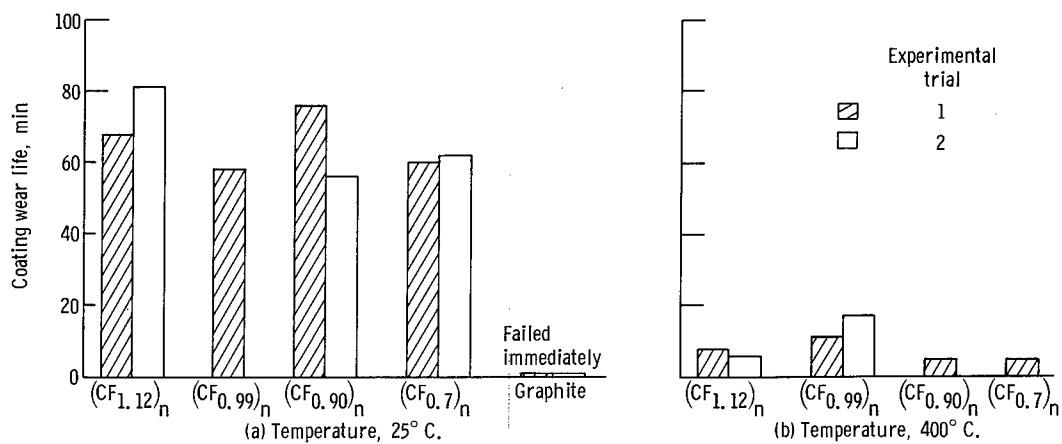 100
80
60
40
20
0
Coating wear life, min
Failed
immediately
(CF1.12)n
(CF0.99)n
(CF0.90)n
(CF0.7)n
Graphite
(a) Temperature, 25° C.
Experimental
trial
1
2
(CF1.12)n
(CF0.99)n
(CF0.90)n
(CF0.7)n
(b) Temperature, 400° C.